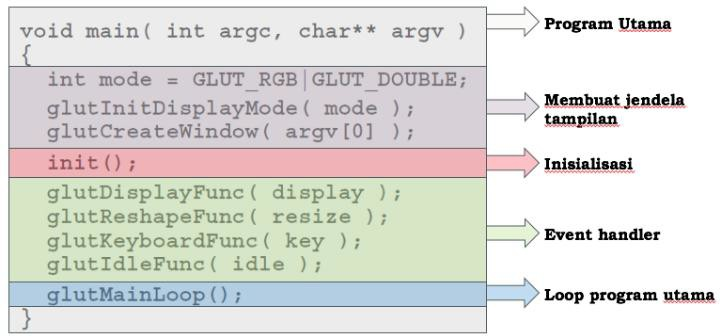 void main( int argc, char** argv )
{
int mode = GLUT_RGB|GLUT_DOUBLE;
glutInitDisplayMode( mode );
glutCreateWindow( argv[0] );
init();
glutDisplayFunc( display );
glutReshapeFunc( resize );
glutKeyboardFunc( key );
glutIdleFunc( idle );
glutMainLoop();
}
Program Utama
Membuat jendela
tampilan
Inisialisasi
Event handler
Loop program utama